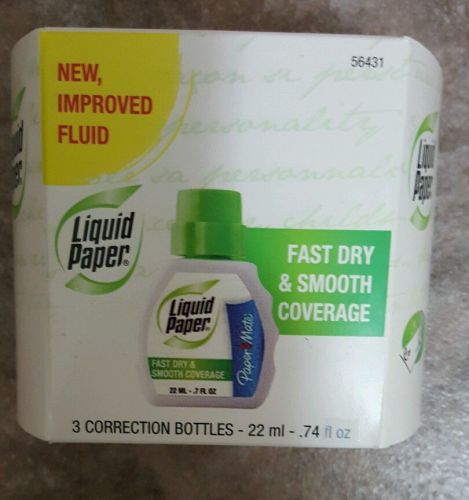 56431
NEW,
IMPROVED
FLUID
personality
Liquid
Paper®
Liquid
Paper
FAST DRY
& SMOOTH
COVERAGE
Liquid
Paper®
FAST DRY &
SMOOTH COVERAGE
22 ML - .7 FL OZ
Paper Mate
3 CORRECTION BOTTLES - 22 ml - .74 fl oz